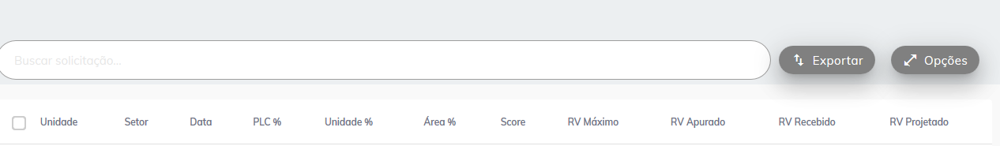 Buscar solicitação... Exportar Opções
Unidade Setor Data PLC % Unidade % Área % Score RV Máximo RV Apurado RV Recebido RV Projetado